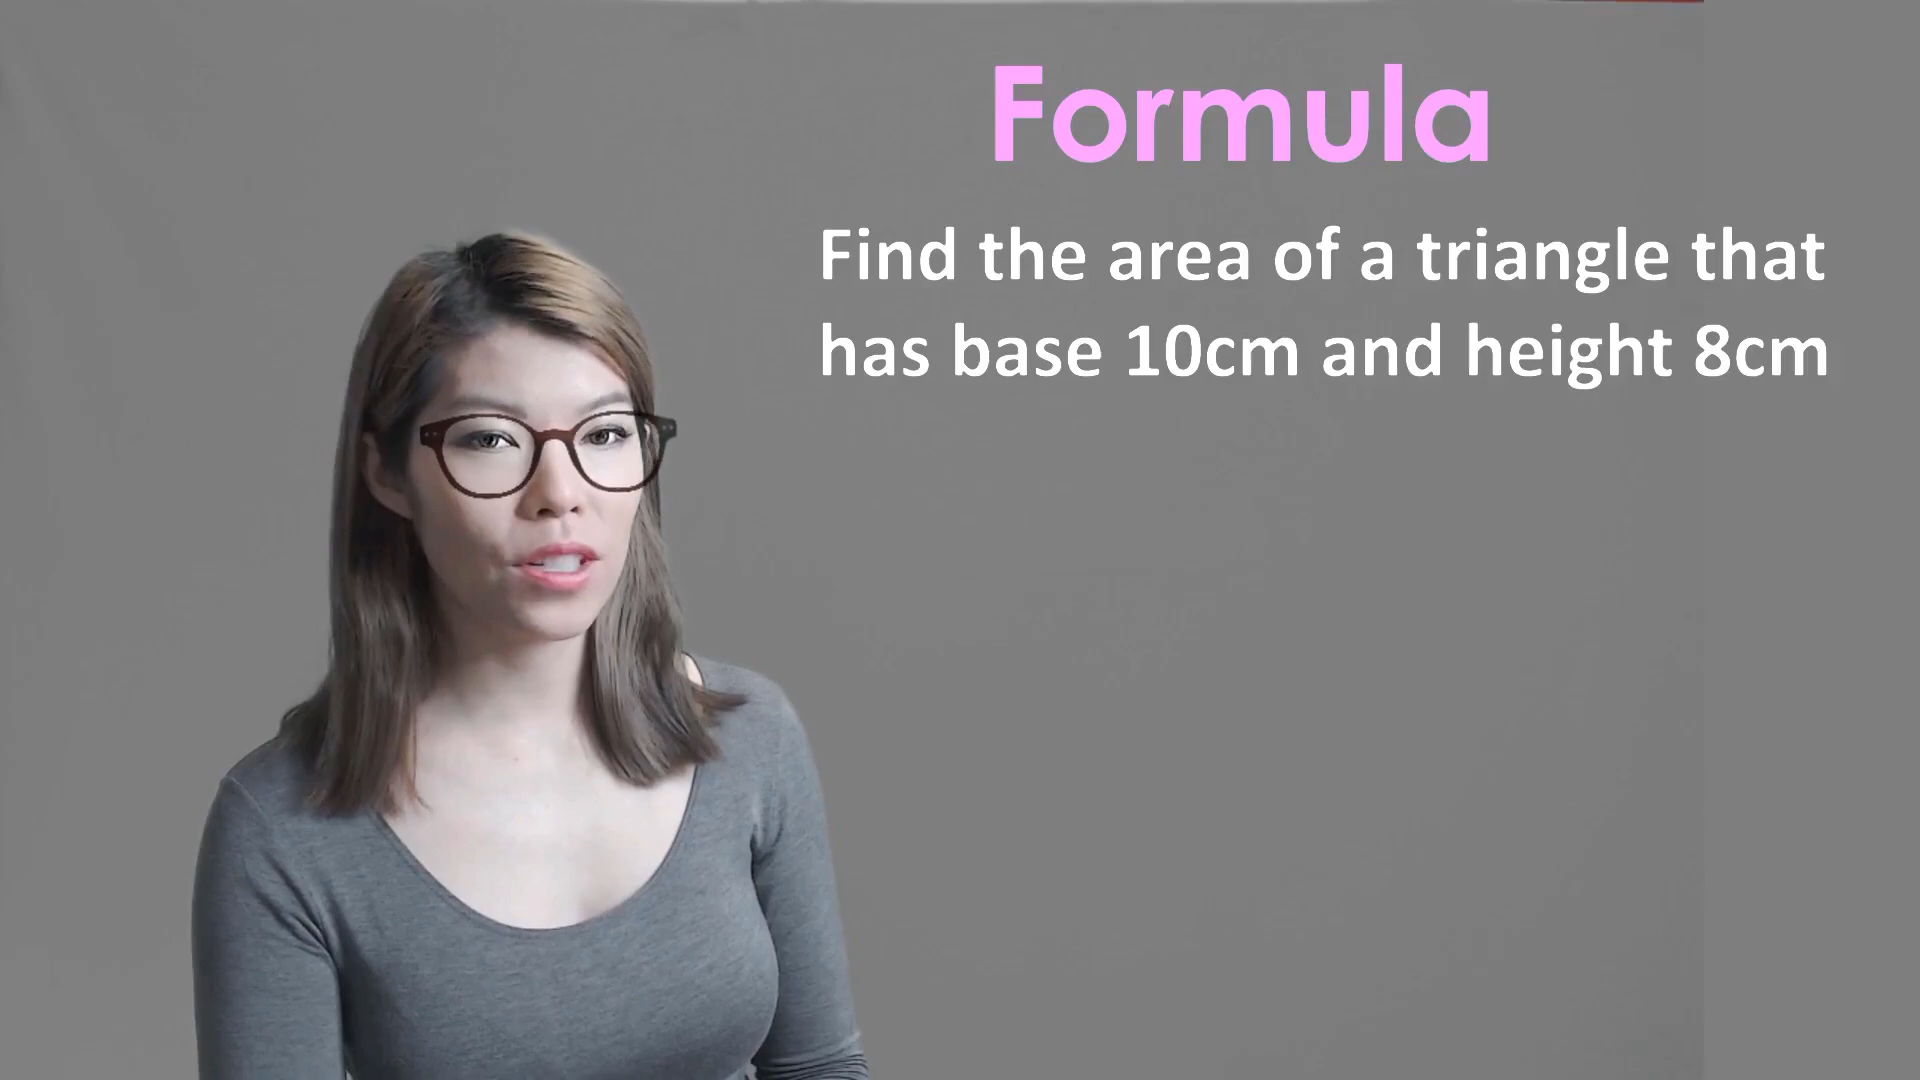 Formula
Find the area of a triangle that
has base 10cm and height 8cm